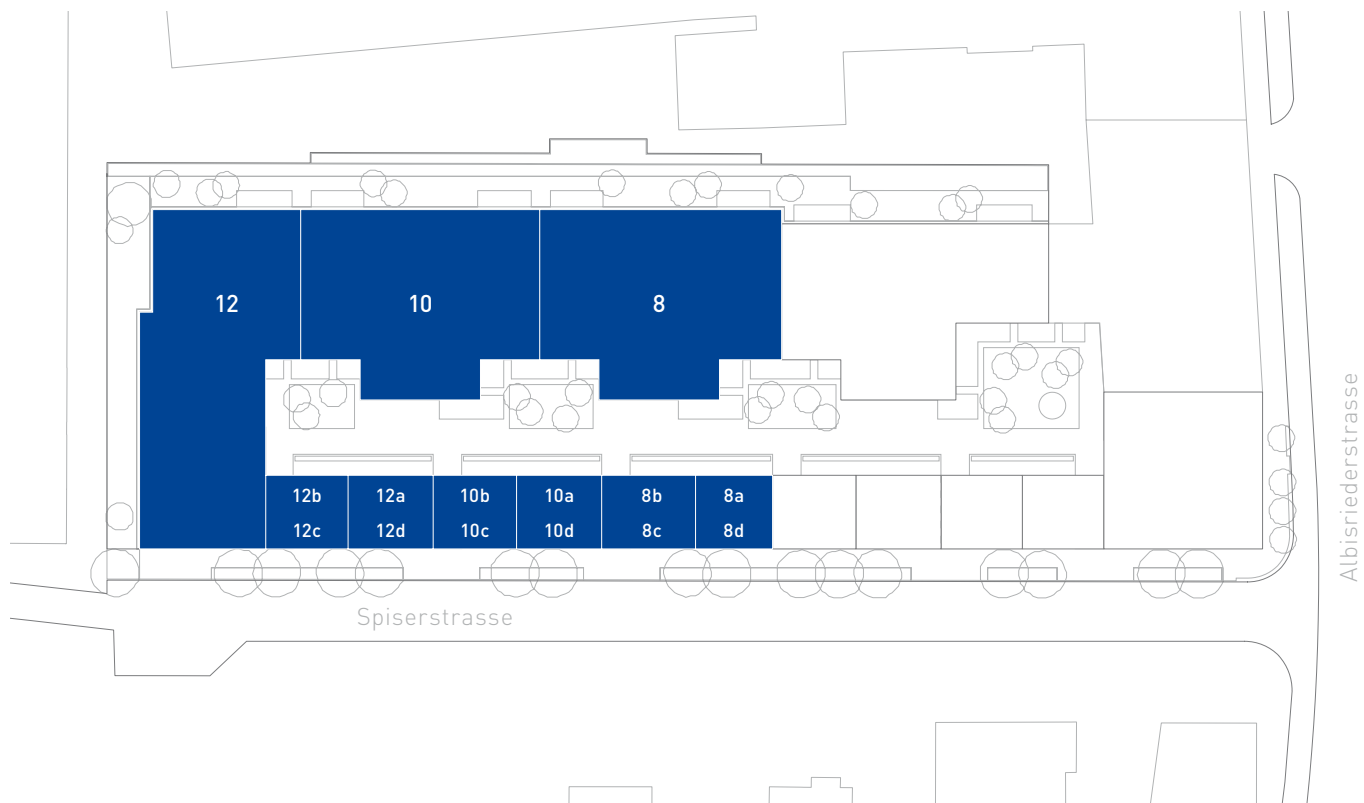 12
10
8
12b
12a
10b
10a
8b
8a
12c
12d
10c
10d
8c
8d
Spiserstrasse
Albisriederstrasse